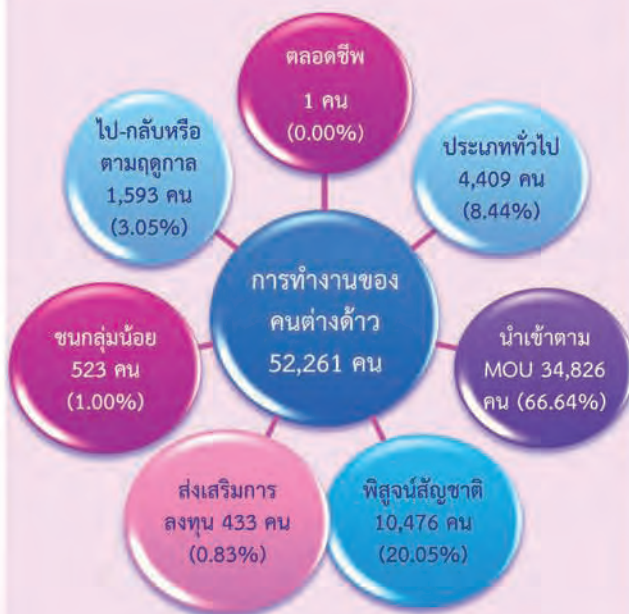 ตลอดชีพ
1 คน
(0.00%)
ประเภททั่วไป
4,409 คน
(8.44%)
นำเข้าตาม
MOU 34,826
คน (66.64%)
พิสูจน์สัญชาติ
10,476 คน
(20.05%)
ส่งเสริมการ
ลงทุน 433 คน
(0.83%)
ชนกลุ่มน้อย
523 คน
(1.00%)
ไป-กลับหรือ
ตามฤดูกาล
1,593 คน
(3.05%)
การทำงานของ
คนต่างด้าว
52,261 คน